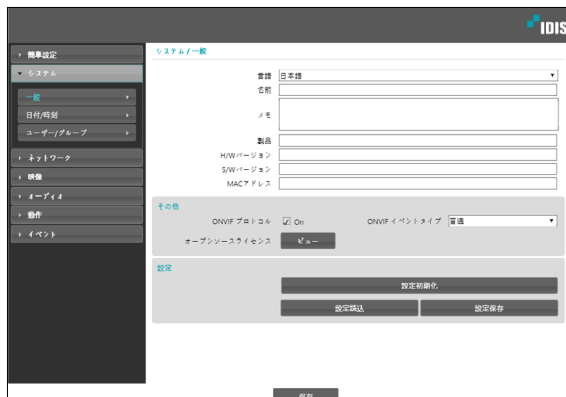 IDIS
簡単設定
システム
一般
日付/時刻
ユーザー/グループ
ネットワーク
映像
オーディオ
動作
イベント
システム / 一般
言語 日本語
名前
メモ
製品
H/Wバージョン
S/Wバージョン
MACアドレス
その他
ONVIF プロトコル On ONVIF イベントタイプ 普通
オープンソースライセンス ビュー
設定
設定初期化
設定読込 設定保存
保存